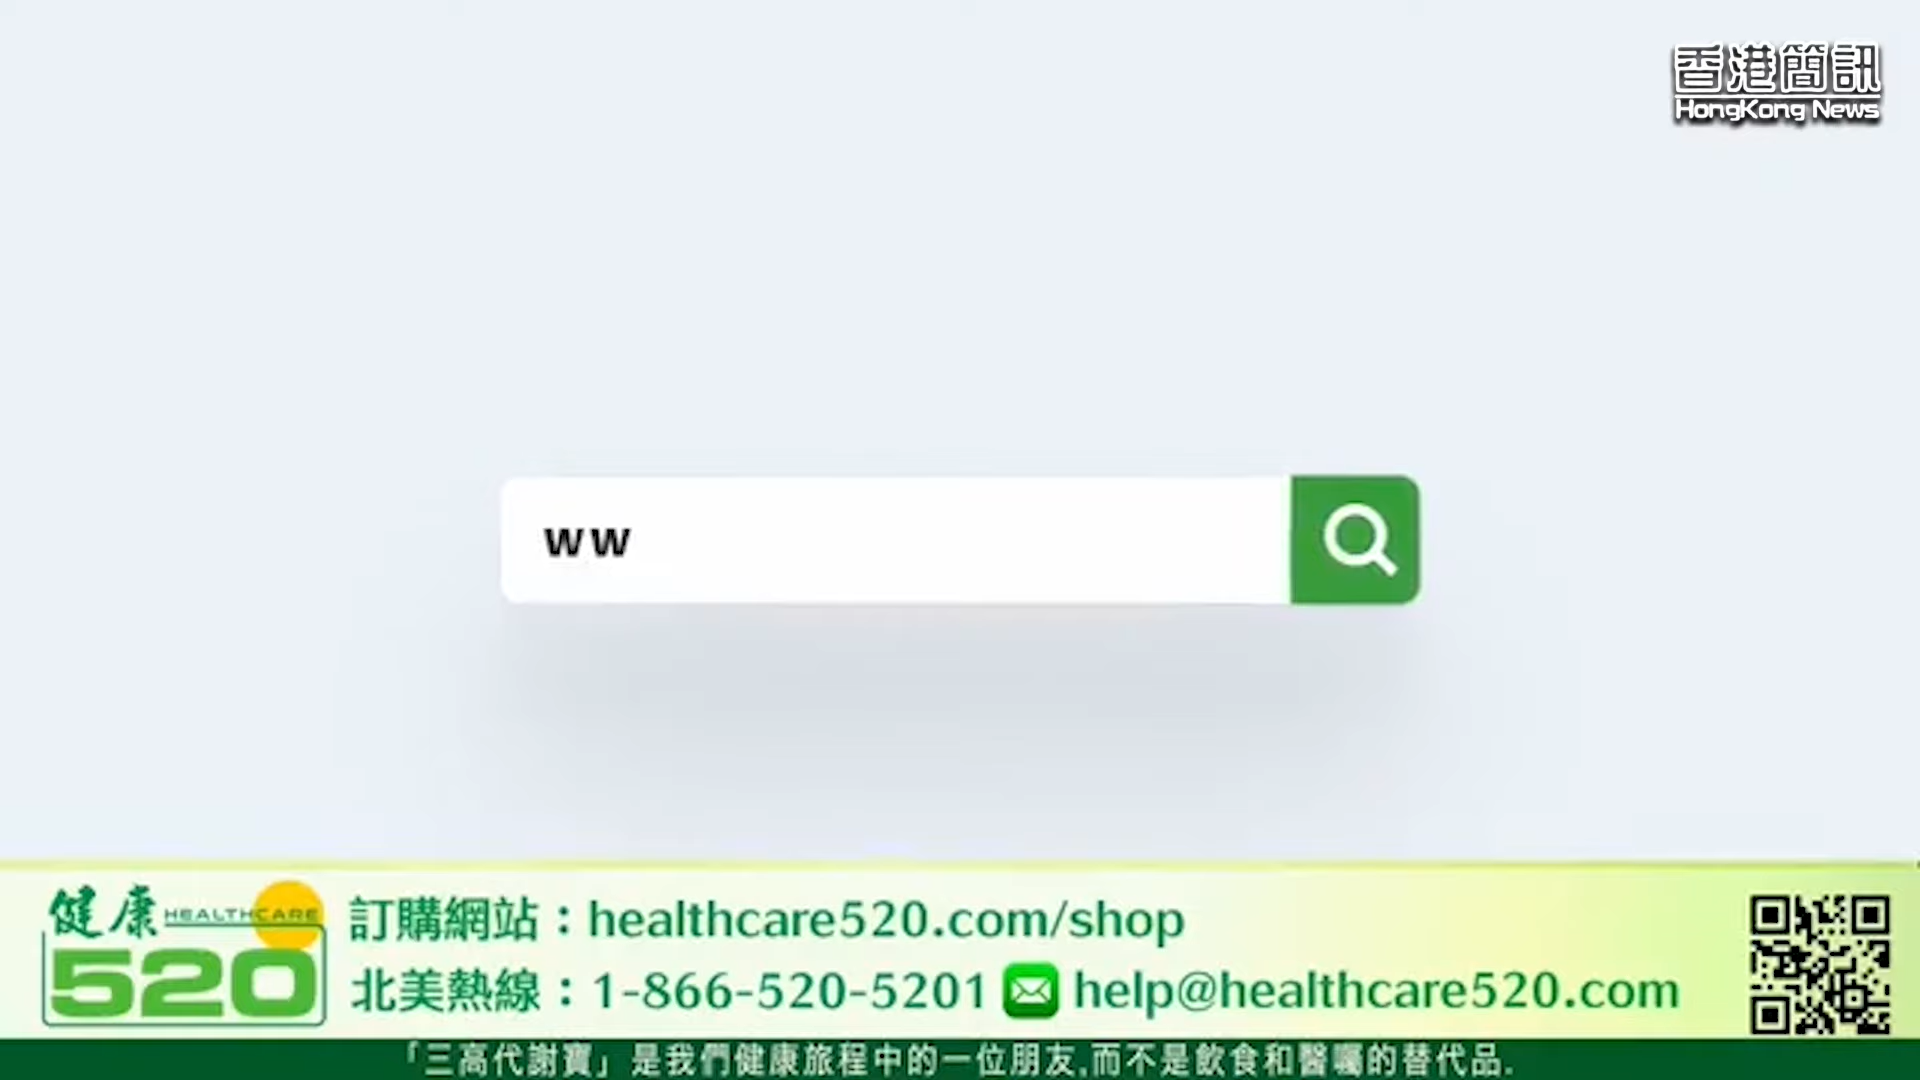 香港簡訊
HongKong News
ww
健康 HEALTHCARE
520
訂購網站：healthcare520.com/shop
北美熱線：1-866-520-5201 help@healthcare520.com
「三高代謝寶」是我們健康旅程中的一位朋友,而不是飲食和醫囑的替代品.